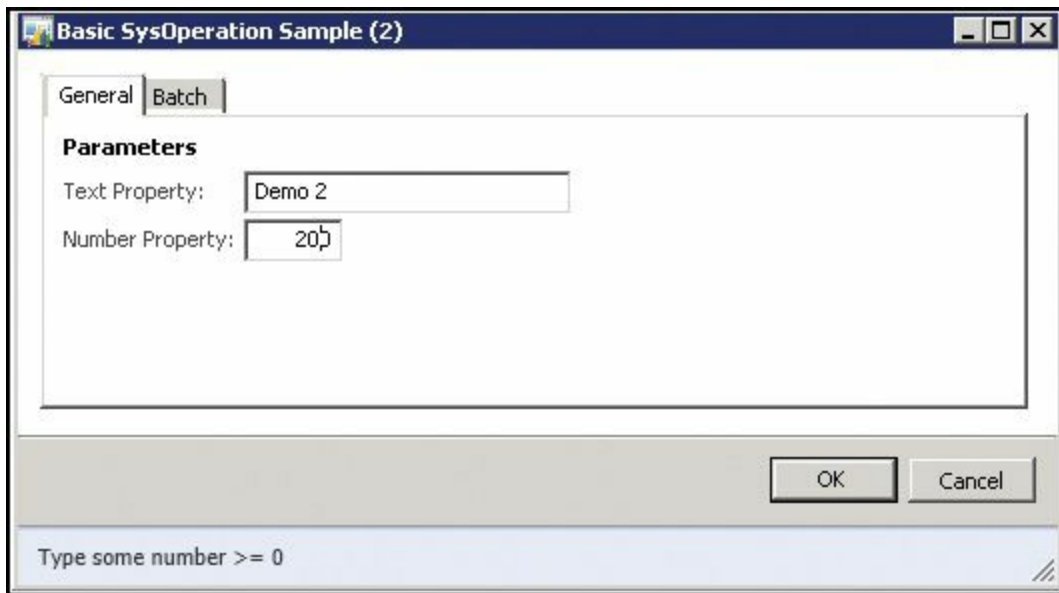 Basic SysOperation Sample (2)
General Batch
Parameters
Text Property: Demo 2
Number Property: 200
OK Cancel
Type some number >= 0